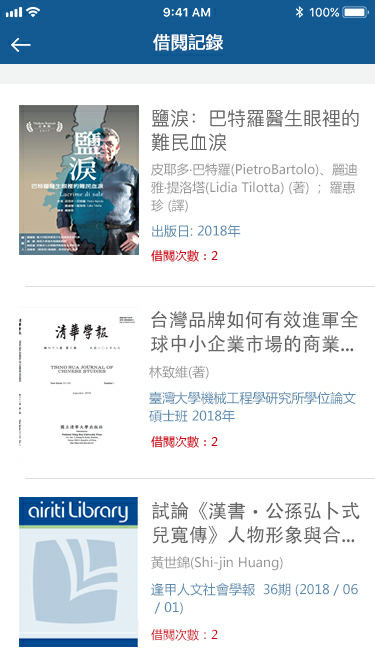 9:41 AM
100%
借閱記錄
鹽淚
巴特羅醫生眼裡的難民血淚
Lacrime di sale
鹽淚：巴特羅醫生眼裡的
難民血淚
皮耶多·巴特羅(PietroBartolo)、麗迪
雅·提洛塔(Lidia Tilotta) (著) ；羅惠
珍 (譯)
出版日: 2018年
借閱次數：2
清華學報
TSING HUA JOURNAL OF
CHINESE STUDIES
國立清華大學出版社
台灣品牌如何有效進軍全
球中小企業市場的商業...
林致維(著)
臺灣大學機械工程學研究所學位論文
碩士班 2018年
借閱次數：2
airiti Library
試論《漢書・公孫弘卜式
兒寬傳》人物形象與合...
黃世錦(Shi-jin Huang)
逢甲人文社會學報 36期 (2018 / 06
/ 01)
借閱次數：2